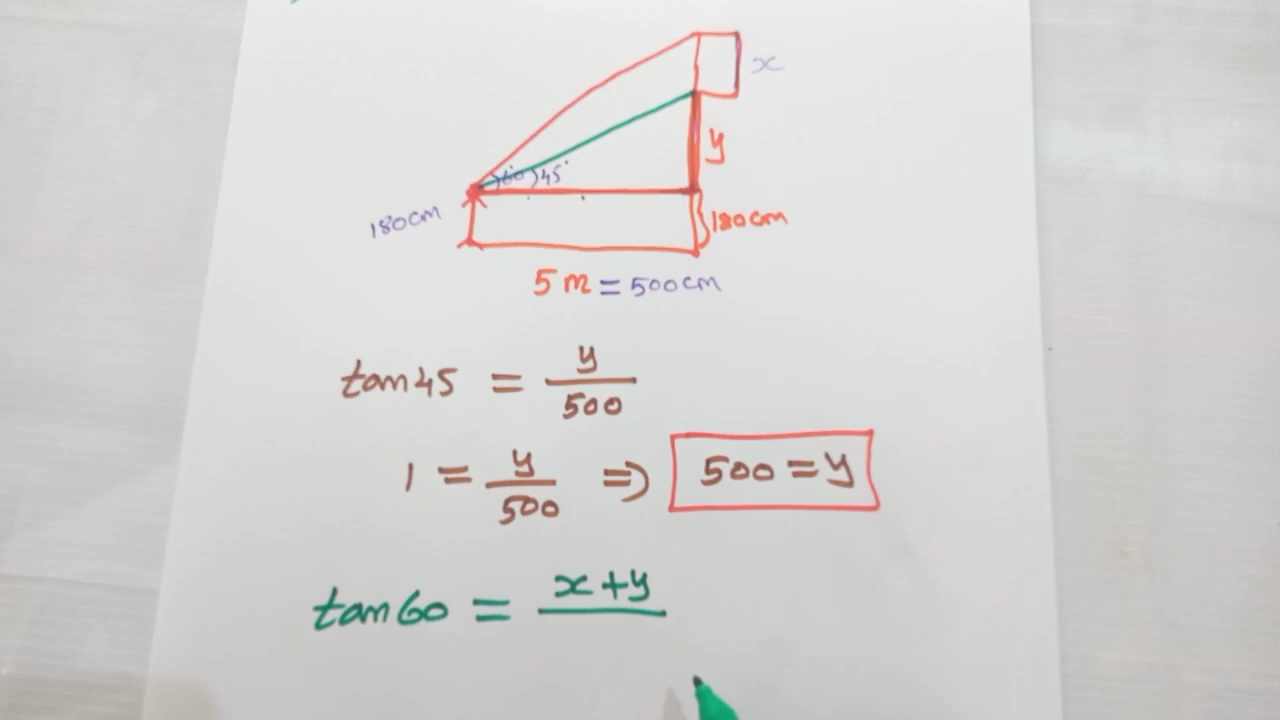 x
y
60 45°
180cm
180cm
5 m = 500cm
tan45 = y/500
1 = y/500 => 500 = y
tan60 = x+y/